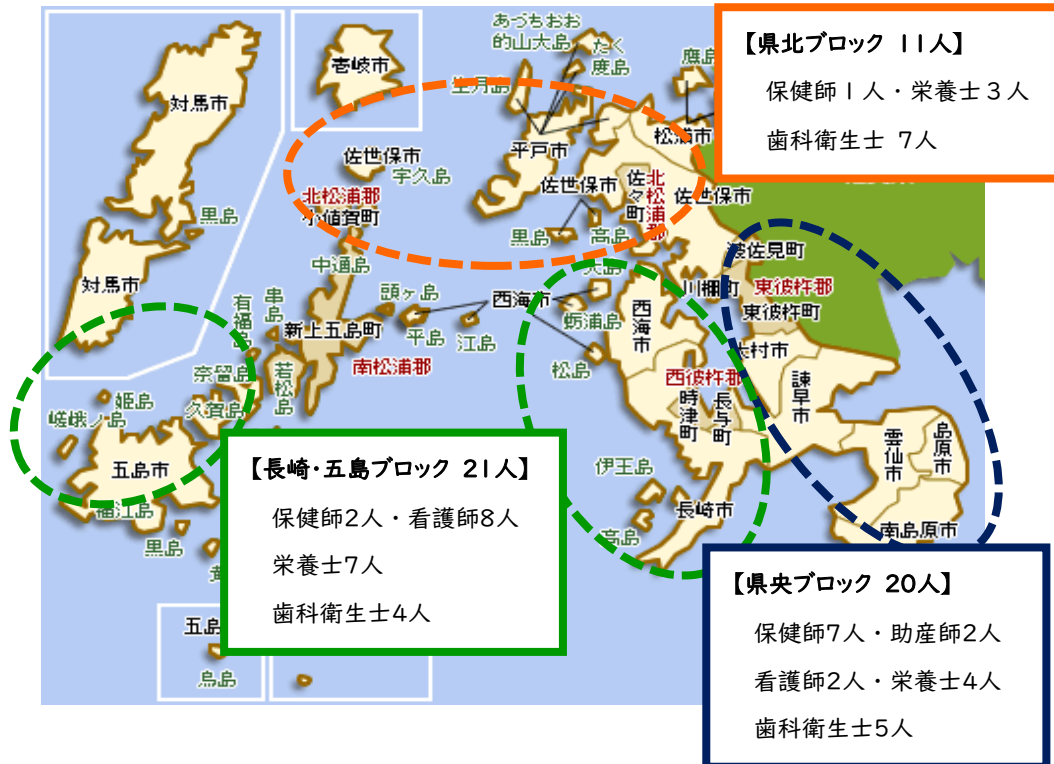 【県北ブロック 11人】
保健師1人・栄養士3人
歯科衛生士 7人
【長崎・五島ブロック 21人】
保健師2人・看護師8人
栄養士7人
歯科衛生士4人
【県央ブロック 20人】
保健師7人・助産師2人
看護師2人・栄養士4人
歯科衛生士5人
対馬市
黒島
対馬市
壱岐市
あづちおお
的山大島
たく
度島
生月島
平戸市
鷹島
松浦市
佐世保市
宇久島
北松浦郡
小値賀町
佐世保市
佐々町
北松浦郡
佐世保市
黒島
高島
中通島
有福島
串島
頭ヶ島
西海市
大島
蛎浦島
西海市
川棚町
波佐見町
東彼杵郡
東彼杵町
新上五島町
平島
江島
松島
大村市
南松浦郡
若松島
奈留島
久賀島
姫島
嵯峨ノ島
五島市
福江島
黒島
西彼杵郡
時津町
長与町
諫早市
雲仙市
島原市
南島原市
伊王島
高島
長崎市
五島
鳥島